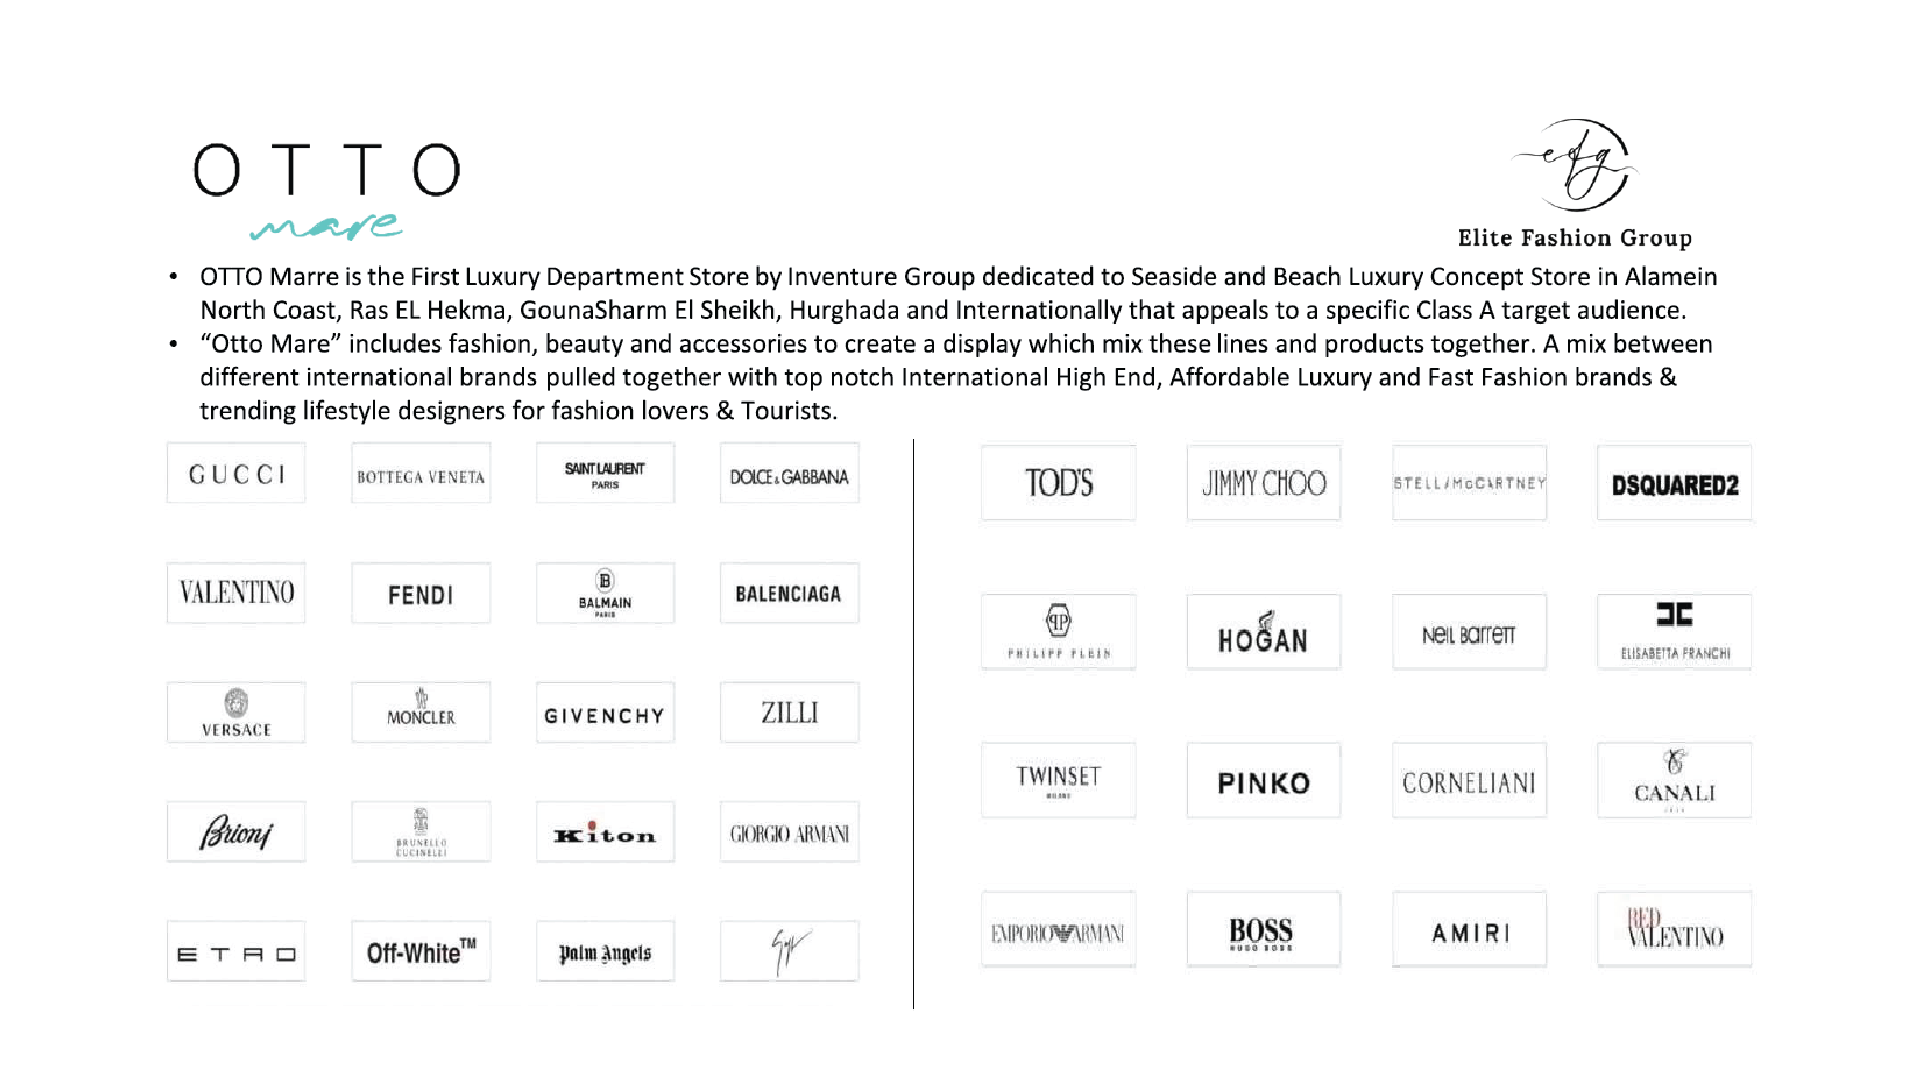 OTTO
mare
efg
Elite Fashion Group
• OTTO Marre is the First Luxury Department Store by Inventure Group dedicated to Seaside and Beach Luxury Concept Store in Alamein
North Coast, Ras EL Hekma, GounaSharm El Sheikh, Hurghada and Internationally that appeals to a specific Class A target audience.
• “Otto Mare” includes fashion, beauty and accessories to create a display which mix these lines and products together. A mix between
different international brands pulled together with top notch International High End, Affordable Luxury and Fast Fashion brands &
trending lifestyle designers for fashion lovers & Tourists.
GUCCI
BOTTEGA VENETA
SAINT LAURENT
PARIS
DOLCE & GABBANA
VALENTINO
FENDI
B
BALMAIN
PARIS
BALENCIAGA
VERSACE
MONCLER
GIVENCHY
ZILLI
Brioni
BRUNELLO
CUCINELLI
Kiton
GIORGIO ARMANI
ETRO
Off-White™
Palm Angels
TOD'S
JIMMY CHOO
STELLA McCARTNEY
DSQUARED2
PP
PHILIPP PLEIN
HOGAN
NEIL BARRETT
ELISABETTA FRANCHI
TWINSET
MILANO
PINKO
CORNELIANI
CANALI
EMPORIO ARMANI
BOSS
HUGO BOSS
AMIRI
RED
VALENTINO